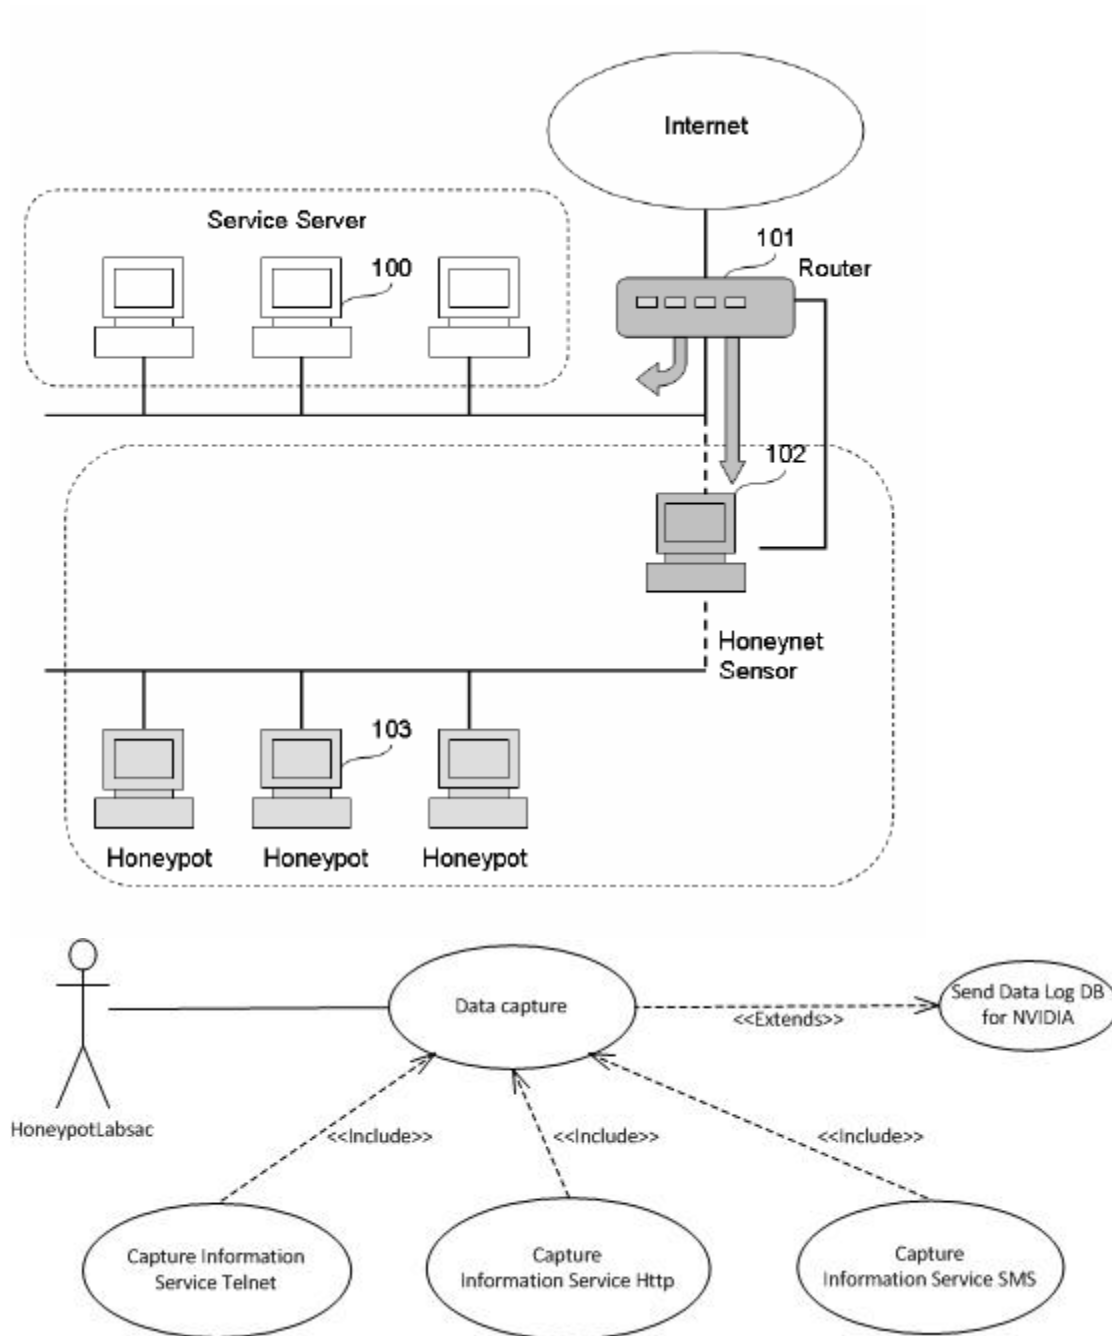 Internet
Service Server
101
Router
100
102
Honeynet
Sensor
103
Honeypot
Honeypot
Honeypot
Data capture
Send Data Log DB
for NVIDIA
<<Extends>>
HoneypotLabsac
<<Include>>
<<Include>>
<<Include>>
Capture Information
Service Telnet
Capture
Information Service Http
Capture
Information Service SMS